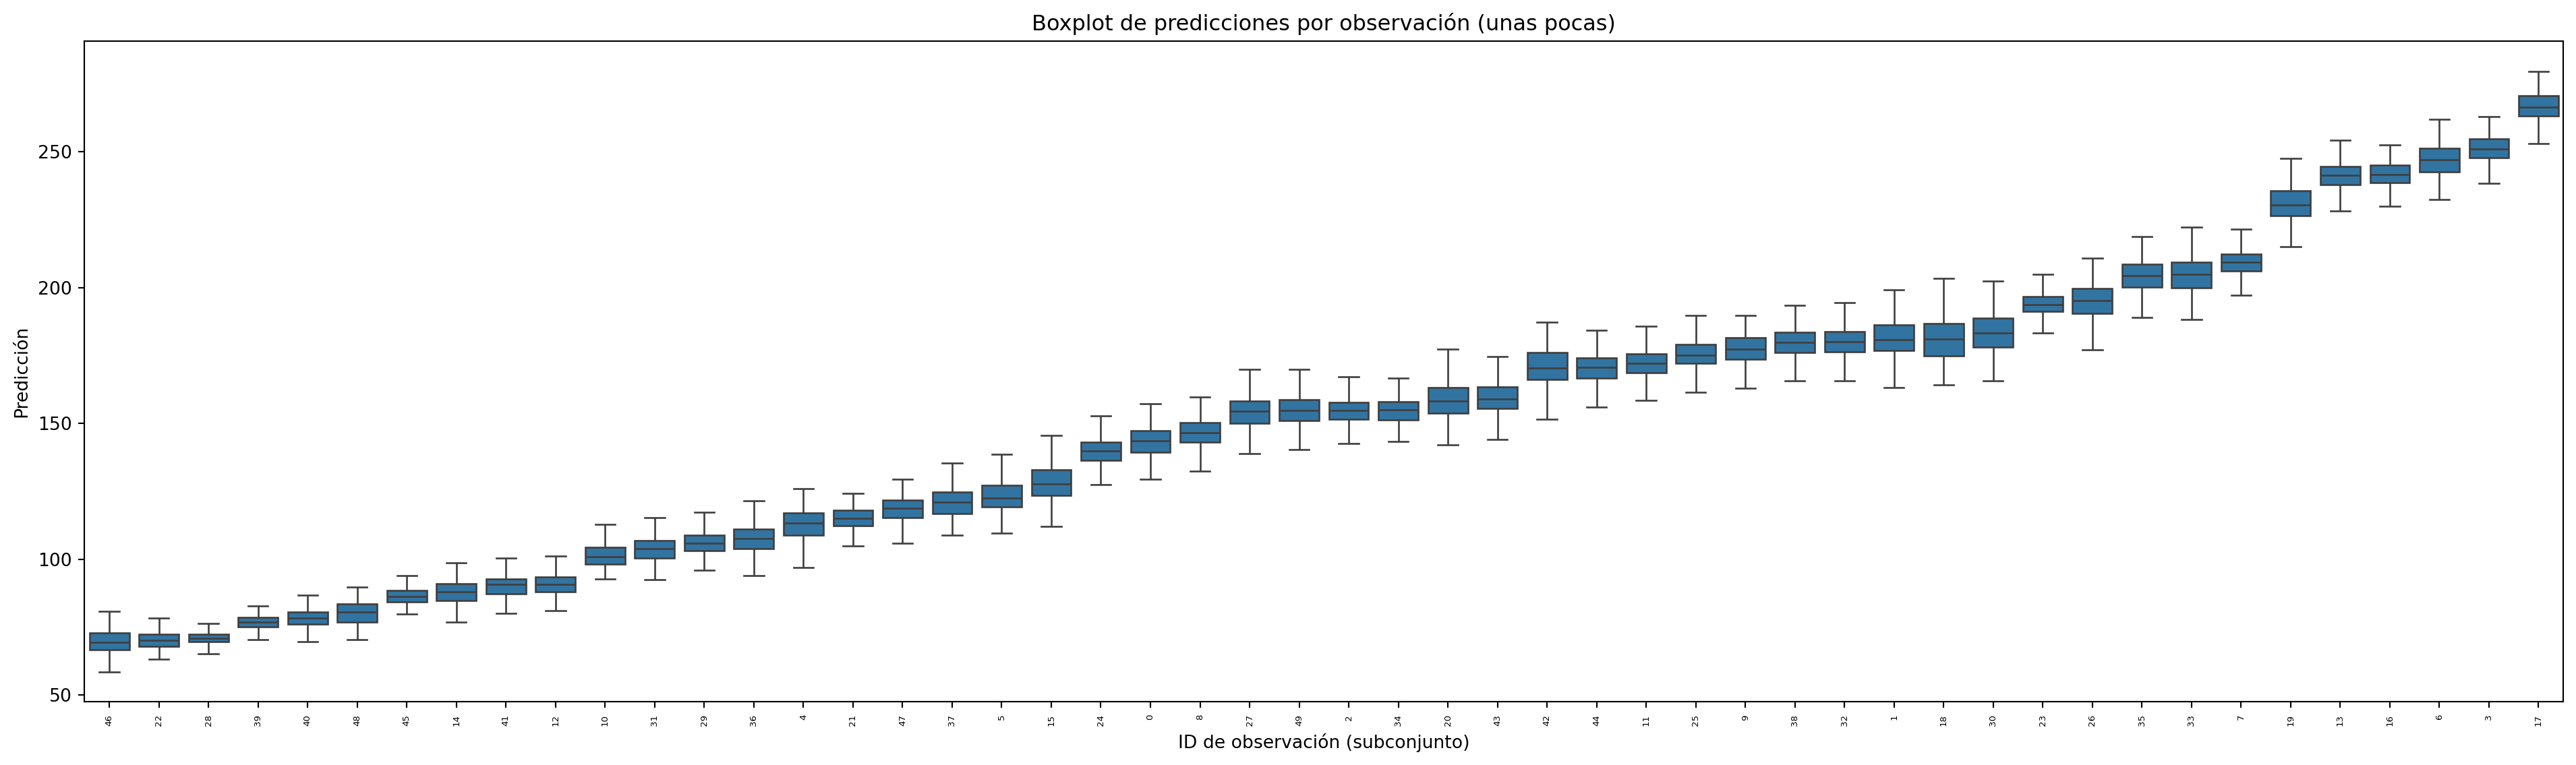 Boxplot de predicciones por observación (unas pocas)
Predicción
250
200
150
100
50
46 22 28 39 40 48 45 14 41 12 10 31 29 36 4 21 47 37 5 15 24 0 8 27 49 2 34 20 43 42 44 11 25 9 38 32 1 18 30 23 26 35 33 7 19 13 16 6 3 17
ID de observación (subconjunto)